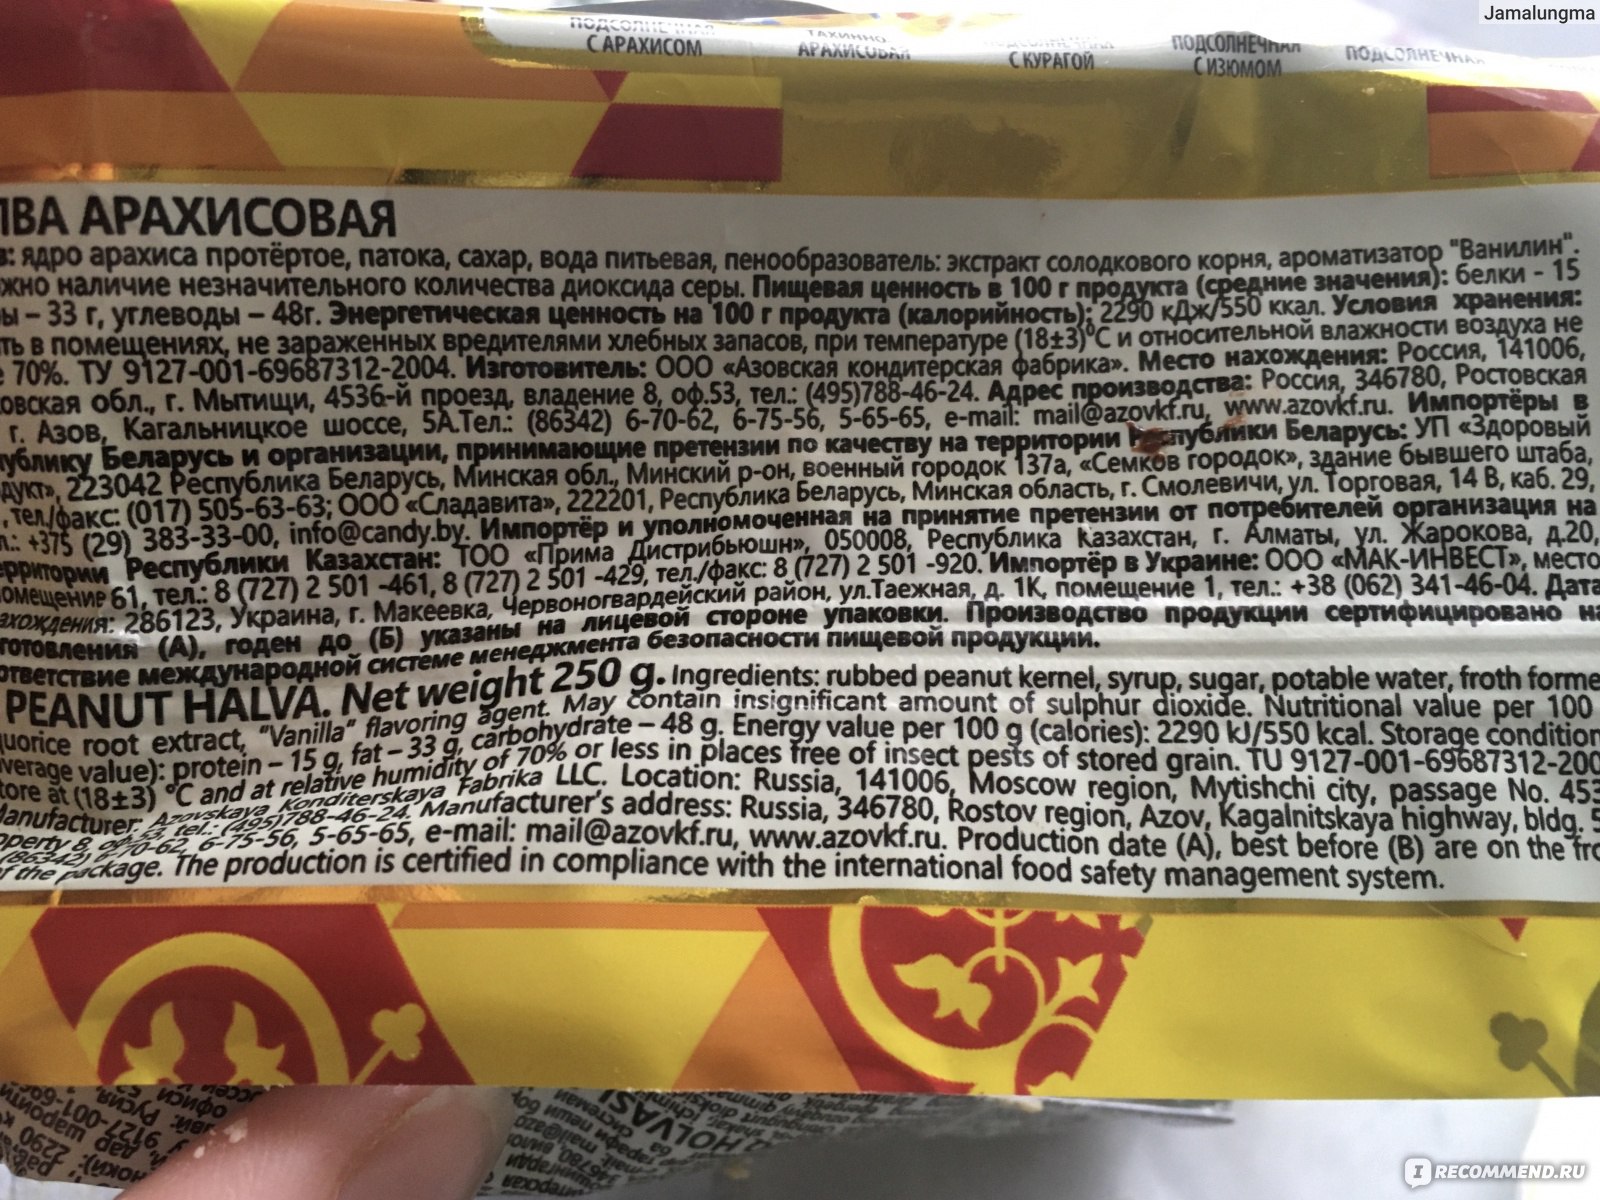 Jamalungma
ПОДСОЛНЕЧНАЯ
С АРАХИСОМ
ТАХИННО-
АРАХИСОВАЯ
С КУРАГОЙ
ПОДСОЛНЕЧНАЯ
С ИЗЮМОМ
ПОДСОЛНЕЧНАЯ
ЛВА АРАХИСОВАЯ
в: ядро арахиса протёртое, патока, сахар, вода питьевая, пенообразователь: экстракт солодкового корня, ароматизатор "Ванилин".
жно наличие незначительного количества диоксида серы. Пищевая ценность в 100 г продукта (средние значения): белки - 15
ы – 33 г, углеводы – 48г. Энергетическая ценность на 100 г продукта (калорийность): 2290 кДж/550 ккал. Условия хранения:
ть в помещениях, не зараженных вредителями хлебных запасов, при температуре (18±3)°С и относительной влажности воздуха не
е 70%. ТУ 9127-001-69687312-2004. Изготовитель: ООО «Азовская кондитерская фабрика». Место нахождения: Россия, 141006,
овская обл., г. Мытищи, 4536-й проезд, владение 8, оф.53, тел.: (495)788-46-24. Адрес производства: Россия, 346780, Ростовская
г. Азов, Кагальницкое шоссе, 5А.Тел.: (86342) 6-70-62, 6-75-56, 5-65-65, e-mail: mail@azovkf.ru, www.azovkf.ru. Импортёры в
публику Беларусь и организации, принимающие претензии по качеству на территории Республики Беларусь: УП «Здоровый
дукт», 223042 Республика Беларусь, Минская обл., Минский р-он, военный городок 137а, «Семков городок», здание бывшего штаба,
, тел./факс: (017) 505-63-63; ООО «Сладавита», 222201, Республика Беларусь, Минская область, г. Смолевичи, ул. Торговая, 14 В, каб. 29,
л.: +375 (29) 383-33-00, info@candy.by. Импортёр и уполномоченная на принятие претензии от потребителей организация на
ерритории Республики Казахстан: ТОО «Прима Дистрибьюшн», 050008, Республика Казахстан, г. Алматы, ул. Жарокова, д.20,
омещение 61, тел.: 8 (727) 2 501 -461, 8 (727) 2 501 -429, тел./факс: 8 (727) 2 501 -920. Импортёр в Украине: ООО «МАК-ИНВЕСТ», место
ахождения: 286123, Украина, г. Макеевка, Червоногвардейский район, ул.Таежная, д. 1К, помещение 1, тел.: +38 (062) 341-46-04. Дата
готовления (А), годен до (Б) указаны на лицевой стороне упаковки. Производство продукции сертифицировано на
ответствие международной системе менеджмента безопасности пищевой продукции.
PEANUT HALVA. Net weight 250 g. Ingredients: rubbed peanut kernel, syrup, sugar, potable water, froth forme
quorice root extract, "Vanilla" flavoring agent. May contain insignificant amount of sulphur dioxide. Nutritional value per 100
verage value): protein – 15 g, fat – 33 g, carbohydrate – 48 g. Energy value per 100 g (calories): 2290 kJ/550 kcal. Storage condition
tore at (18±3) °C and at relative humidity of 70% or less in places free of insect pests of stored grain. TU 9127-001-69687312-200
Manufacturer: Azovskaya Konditerskaya Fabrika LLC. Location: Russia, 141006, Moscow region, Mytishchi city, passage No. 453
operty 8, of. 53, tel.: (495)788-46-24. Manufacturer's address: Russia, 346780, Rostov region, Azov, Kagalnitskaya highway, bldg. 5
(86342) 6-70-62, 6-75-56, 5-65-65, e-mail: mail@azovkf.ru, www.azovkf.ru. Production date (A), best before (B) are on the fro
of the package. The production is certified in compliance with the international food safety management system.
HOLVASI
IRECOMMEND.RU